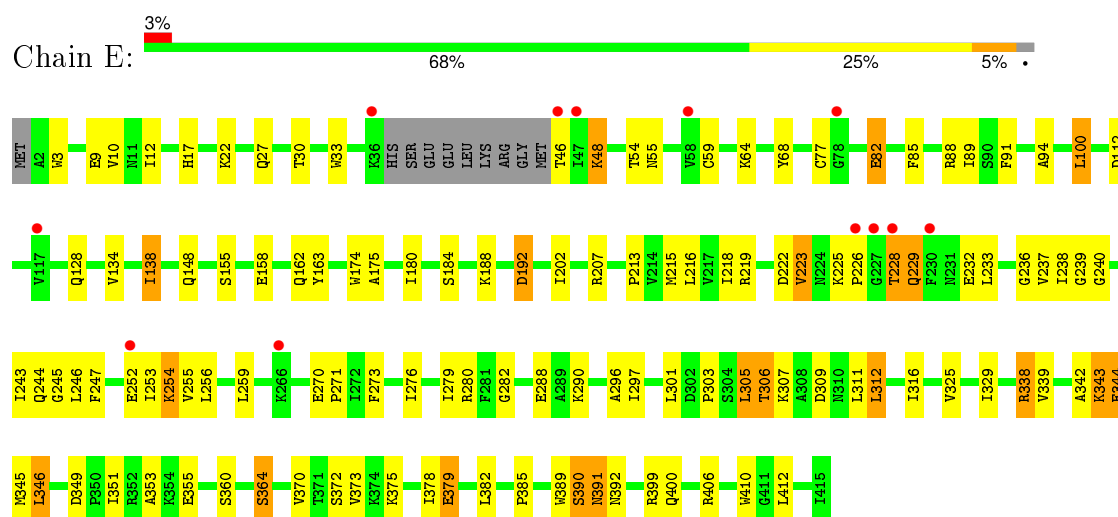 3%
Chain E:
68% 25% 5% •
MET A2 W3 E9 V10 N11 I12 H17 K22 Q27 T30 W33 K36 HIS SER GLU GLU LEU LYS ARG GLY MET T46 I47 K48 T54 N55 V58 C59 K64 Y68 C77 G78 E82 F85 R88 I89 S90 F91 A94 L100
V117 Q128 V134 I138 Q148 S155 E158 Q162 Y163 W174 A175 I180 S184 K188 D192 I202 R207 P213 V214 M215 L216 V217 I218 R219 D222 V223 N224 K225 P226 G227 T228 Q229 F230 N231 E232 L233 G236 V237 I238 G239 G240
I243 Q244 G245 L246 F247 E252 I253 K254 V255 L256 L259 K266 E270 P271 I272 F273 I276 I279 R280 F281 G282 E288 A289 K290 A296 I297 L301 D302 P303 S304 L305 T306 K307 A308 D309 N310 L311 L312 I316 V325 I329 R338 V339 A342 K343
M345 L346 D349 P350 I351 R352 A353 K354 E355 S360 S364 V370 T371 S372 V373 K374 K375 I378 E379 L382 P385 W389 S390 N391 N392 R399 Q400 R406 W410 G411 L412 I415